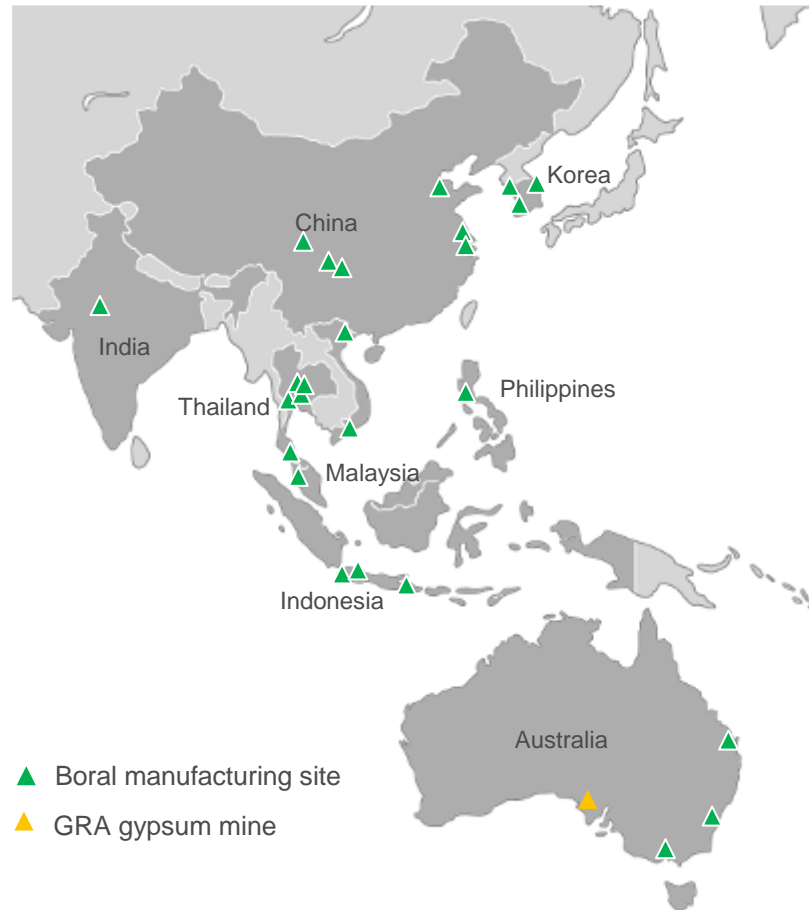 Korea
China
India
Philippines
Thailand
Malaysia
Indonesia
Australia
Boral manufacturing site
GRA gypsum mine